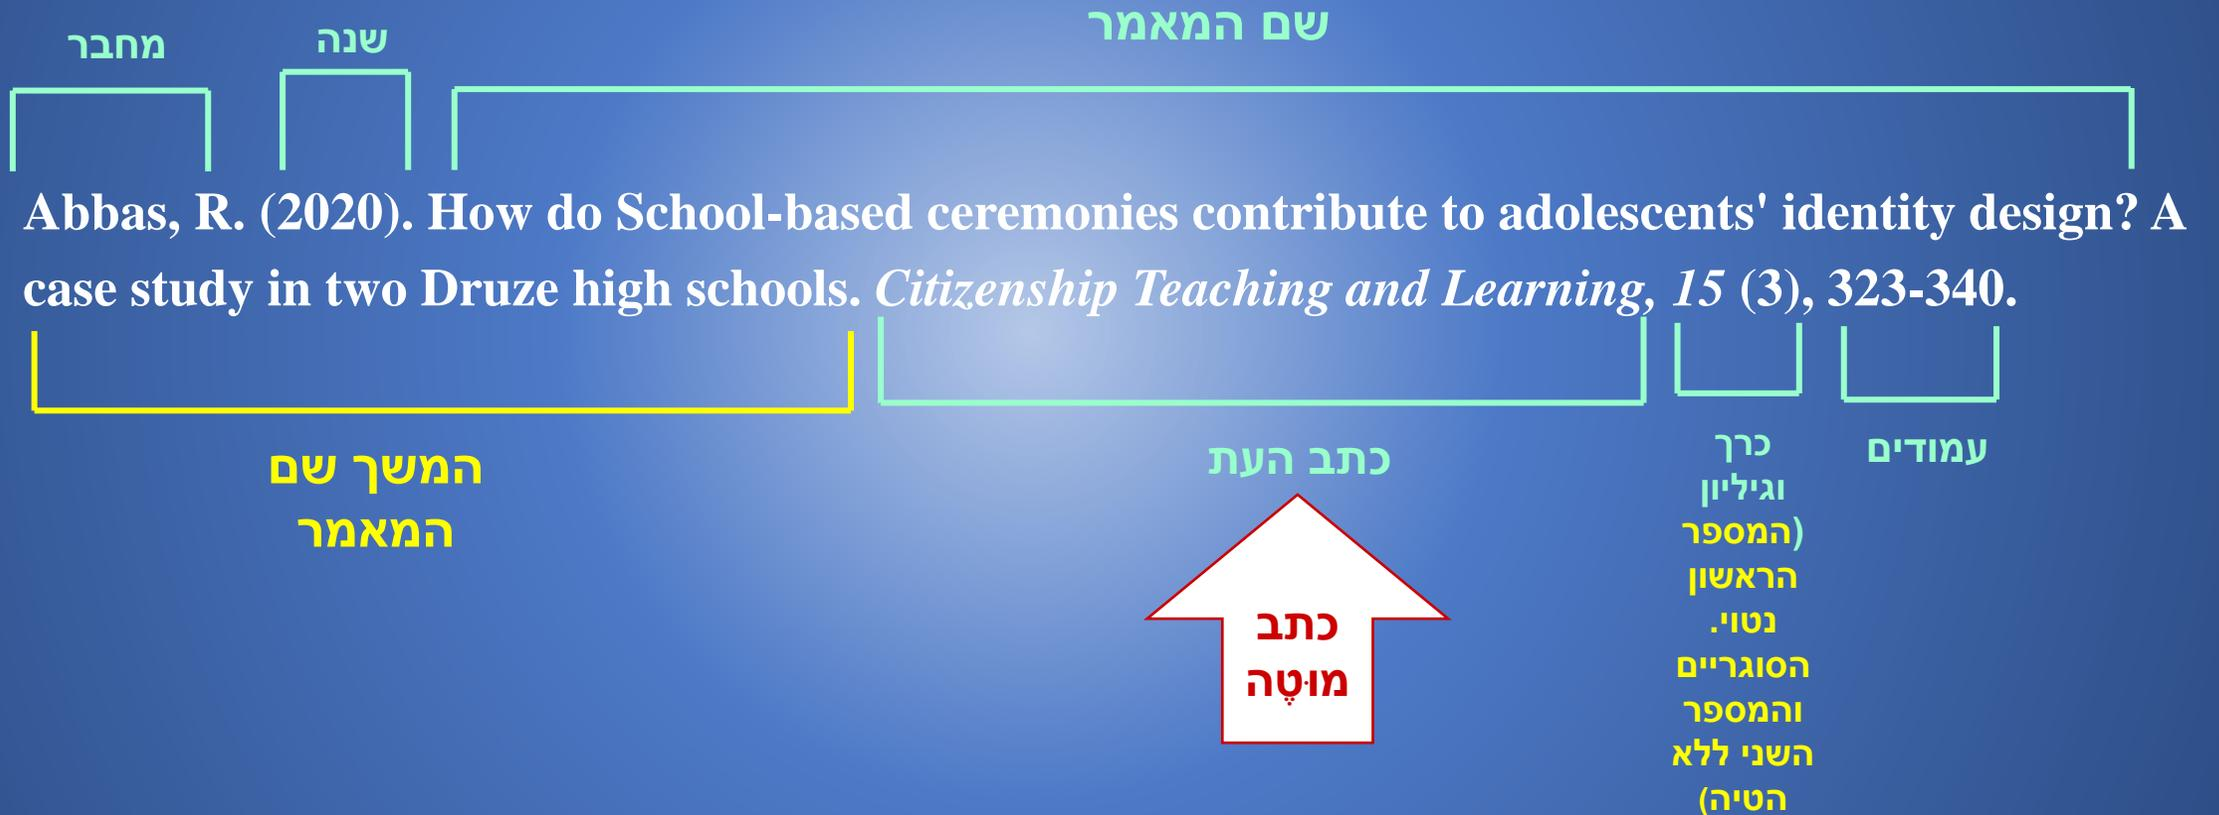 שם המאמר
שנה
מחבר
Abbas, R. (2020). How do School-based ceremonies contribute to adolescents' identity design? A
case study in two Druze high schools. Citizenship Teaching and Learning, 15 (3), 323-340.
המשך שם
המאמר
כתב העת
כתב
מוּטֶה
כרך
וגיליון
(המספר
הראשון
נטוי.
הסוגריים
והמספר
השני ללא
הטיה)
עמודים